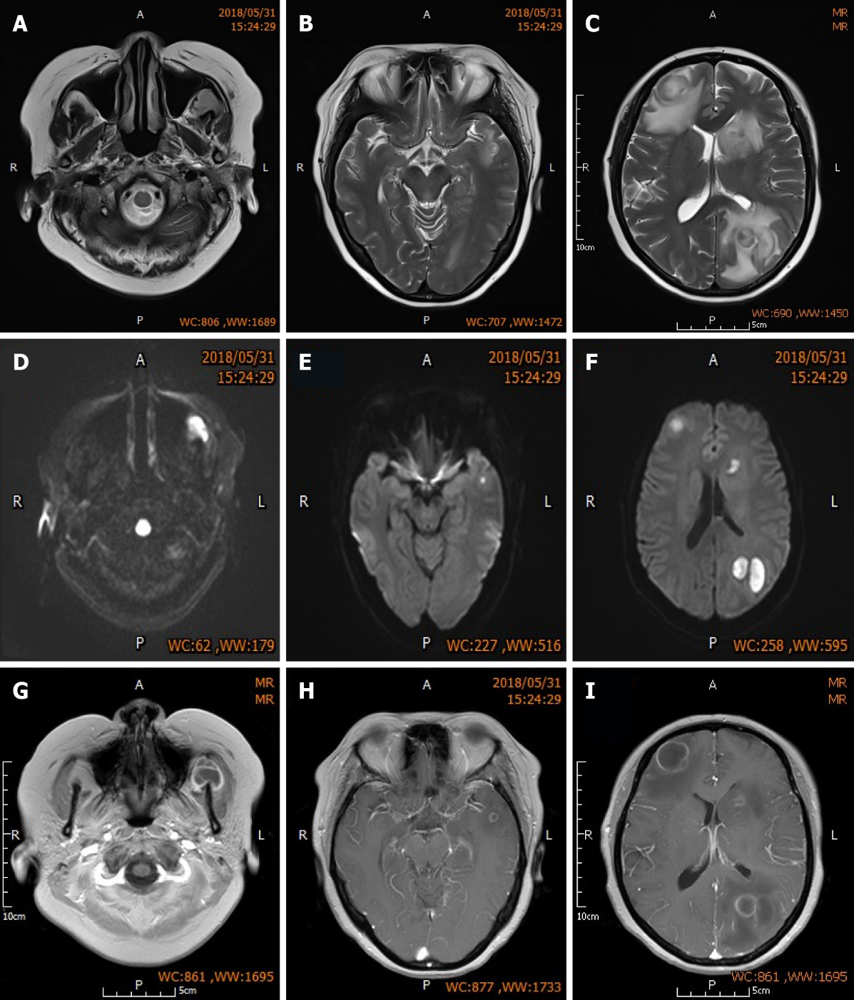 A
A
2018/05/31
15:24:29
R
L
P
WC:806 ,WW:1689
B
A
2018/05/31
15:24:29
R
L
P
WC:707 ,WW:1472
C
A
MR
MR
R
L
10cm
P
5cm
WC:690 ,WW:1450
D
A
2018/05/31
15:24:29
R
L
P
WC:62 ,WW:179
E
A
2018/05/31
15:24:29
R
L
P
WC:227 ,WW:516
F
A
2018/05/31
15:24:29
R
L
P
WC:258 ,WW:595
G
A
MR
MR
R
L
10cm
P
5cm
WC:861 ,WW:1695
H
A
2018/05/31
15:24:29
R
L
P
WC:877 ,WW:1733
I
A
MR
MR
R
L
10cm
P
5cm
WC:861 ,WW:1695